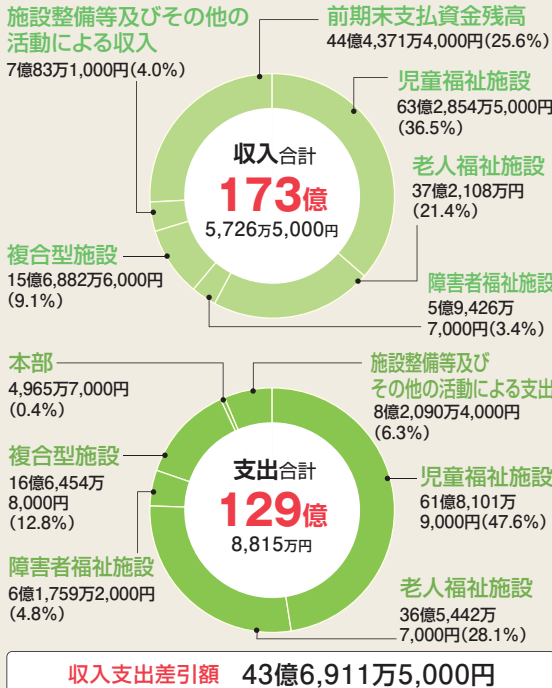 施設整備等及びその他の
活動による収入
7億83万1,000円(4.0%)
前期末支払資金残高
44億4,371万4,000円(25.6%)
児童福祉施設
63億2,854万5,000円
(36.5%)
老人福祉施設
37億2,108万円
(21.4%)
障害者福祉施設
5億9,426万
7,000円(3.4%)
複合型施設
15億6,882万6,000円
(9.1%)
収入合計
173億
5,726万5,000円
本部
4,965万7,000円
(0.4%)
施設整備等及び
その他の活動による支出
8億2,090万4,000円
(6.3%)
児童福祉施設
61億8,101万
9,000円(47.6%)
老人福祉施設
36億5,442万
7,000円(28.1%)
障害者福祉施設
6億1,759万2,000円
(4.8%)
複合型施設
16億6,454万
8,000円
(12.8%)
支出合計
129億
8,815万円
収入支出差引額 43億6,911万5,000円